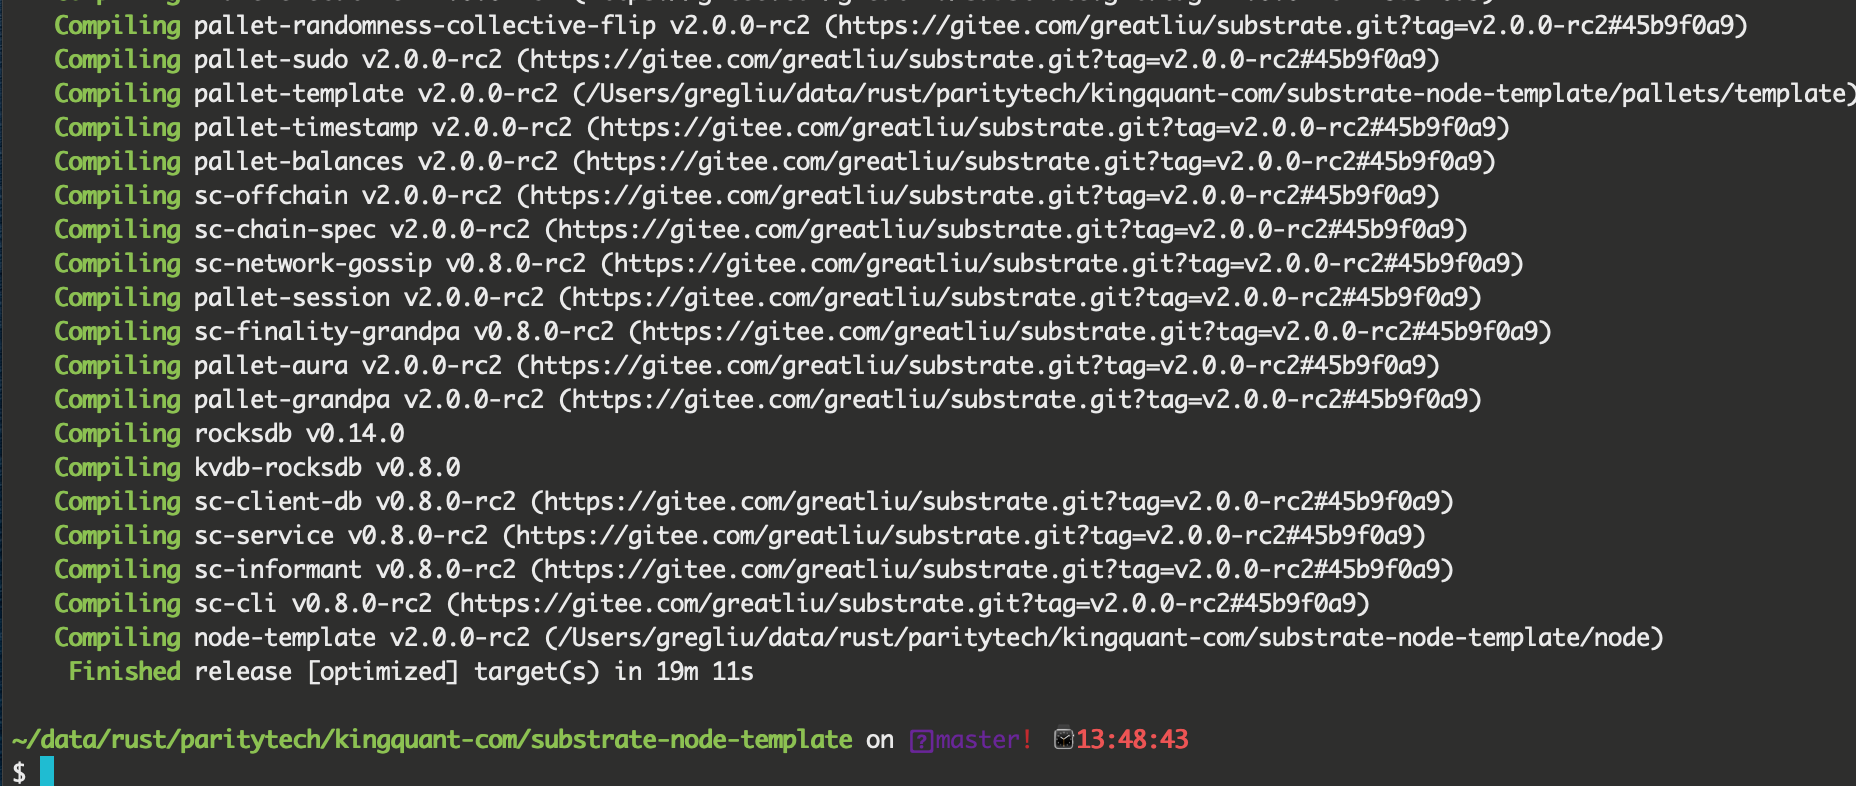 Compiling pallet-randomness-collective-flip v2.0.0-rc2 (https://gitee.com/greatliu/substrate.git?tag=v2.0.0-rc2#45b9f0a9)
Compiling pallet-sudo v2.0.0-rc2 (https://gitee.com/greatliu/substrate.git?tag=v2.0.0-rc2#45b9f0a9)
Compiling pallet-template v2.0.0-rc2 (/Users/gregliu/data/rust/paritytech/kingquant-com/substrate-node-template/pallets/template)
Compiling pallet-timestamp v2.0.0-rc2 (https://gitee.com/greatliu/substrate.git?tag=v2.0.0-rc2#45b9f0a9)
Compiling pallet-balances v2.0.0-rc2 (https://gitee.com/greatliu/substrate.git?tag=v2.0.0-rc2#45b9f0a9)
Compiling sc-offchain v2.0.0-rc2 (https://gitee.com/greatliu/substrate.git?tag=v2.0.0-rc2#45b9f0a9)
Compiling sc-chain-spec v2.0.0-rc2 (https://gitee.com/greatliu/substrate.git?tag=v2.0.0-rc2#45b9f0a9)
Compiling sc-network-gossip v0.8.0-rc2 (https://gitee.com/greatliu/substrate.git?tag=v2.0.0-rc2#45b9f0a9)
Compiling pallet-session v2.0.0-rc2 (https://gitee.com/greatliu/substrate.git?tag=v2.0.0-rc2#45b9f0a9)
Compiling sc-finality-grandpa v0.8.0-rc2 (https://gitee.com/greatliu/substrate.git?tag=v2.0.0-rc2#45b9f0a9)
Compiling pallet-aura v2.0.0-rc2 (https://gitee.com/greatliu/substrate.git?tag=v2.0.0-rc2#45b9f0a9)
Compiling pallet-grandpa v2.0.0-rc2 (https://gitee.com/greatliu/substrate.git?tag=v2.0.0-rc2#45b9f0a9)
Compiling rocksdb v0.14.0
Compiling kvdb-rocksdb v0.8.0
Compiling sc-client-db v0.8.0-rc2 (https://gitee.com/greatliu/substrate.git?tag=v2.0.0-rc2#45b9f0a9)
Compiling sc-service v0.8.0-rc2 (https://gitee.com/greatliu/substrate.git?tag=v2.0.0-rc2#45b9f0a9)
Compiling sc-informant v0.8.0-rc2 (https://gitee.com/greatliu/substrate.git?tag=v2.0.0-rc2#45b9f0a9)
Compiling sc-cli v0.8.0-rc2 (https://gitee.com/greatliu/substrate.git?tag=v2.0.0-rc2#45b9f0a9)
Compiling node-template v2.0.0-rc2 (/Users/gregliu/data/rust/paritytech/kingquant-com/substrate-node-template/node)
Finished release [optimized] target(s) in 19m 11s
~/data/rust/paritytech/kingquant-com/substrate-node-template on ?master! 13:48:43
$